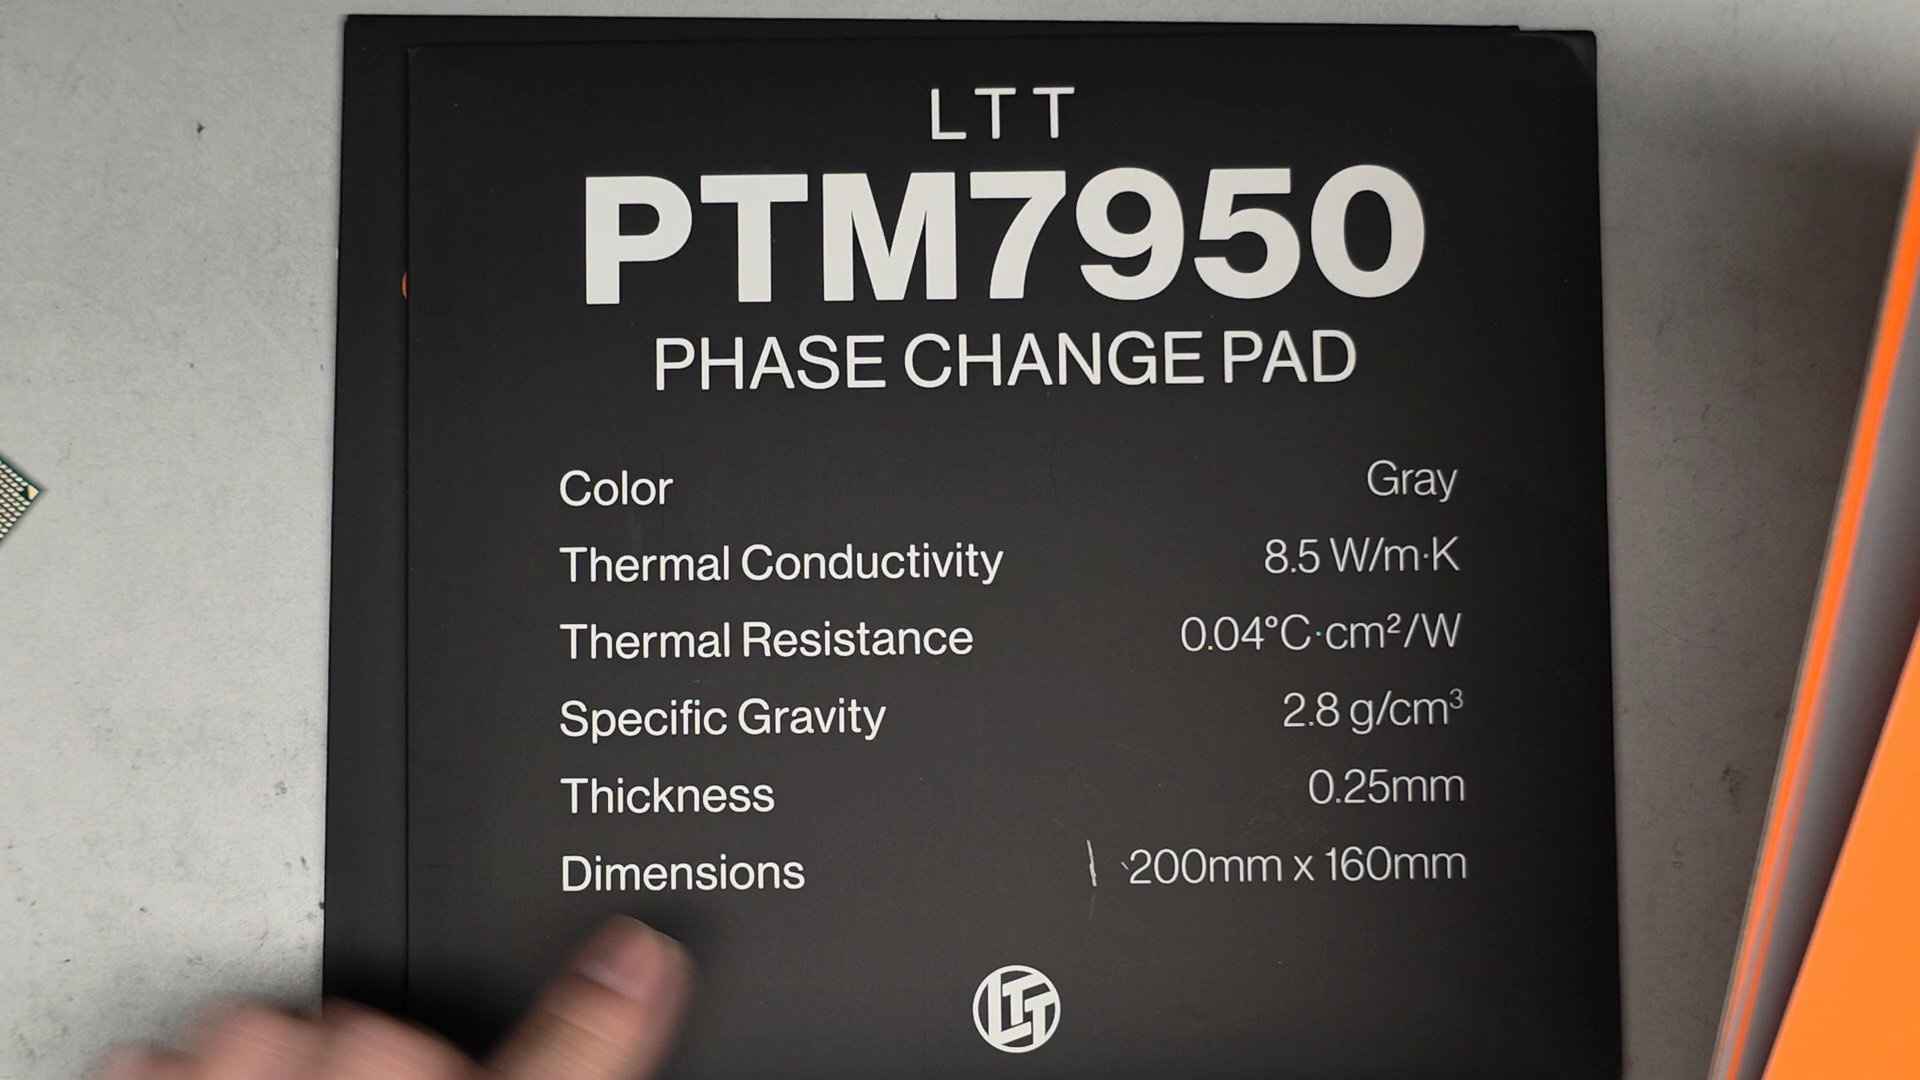 LTT
PTM7950
PHASE CHANGE PAD
Color Gray
Thermal Conductivity 8.5 W/m·K
Thermal Resistance 0.04°C·cm²/W
Specific Gravity 2.8 g/cm³
Thickness 0.25mm
Dimensions 200mm x 160mm
LTT